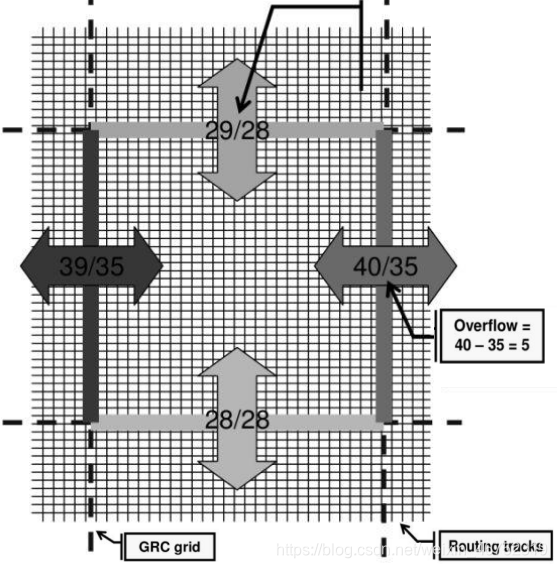 29/28
39/35
40/35
Overflow =
40 – 35 = 5
28/28
GRC grid
Routing tracks